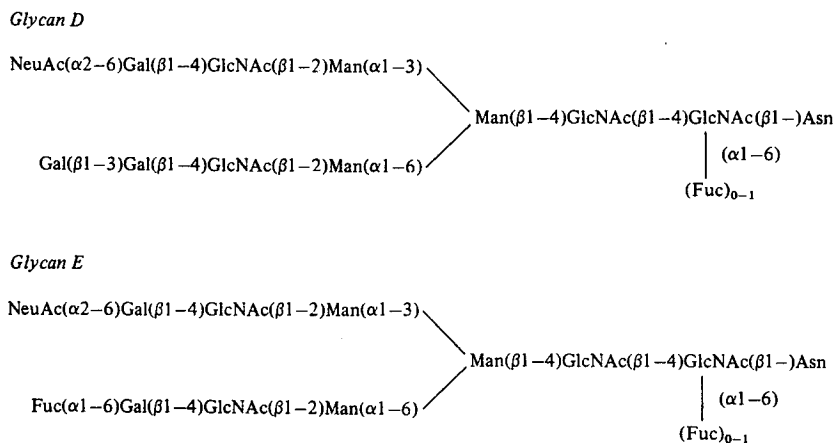 Glycan D
NeuAc(α2–6)Gal(β1–4)GlcNAc(β1–2)Man(α1–3)
Man(β1–4)GlcNAc(β1–4)GlcNAc(β1–)Asn
Gal(β1–3)Gal(β1–4)GlcNAc(β1–2)Man(α1–6)
(α1–6)
(Fuc)₀₋₁
Glycan E
NeuAc(α2–6)Gal(β1–4)GlcNAc(β1–2)Man(α1–3)
Man(β1–4)GlcNAc(β1–4)GlcNAc(β1–)Asn
Fuc(α1–6)Gal(β1–4)GlcNAc(β1–2)Man(α1–6)
(α1–6)
(Fuc)₀₋₁